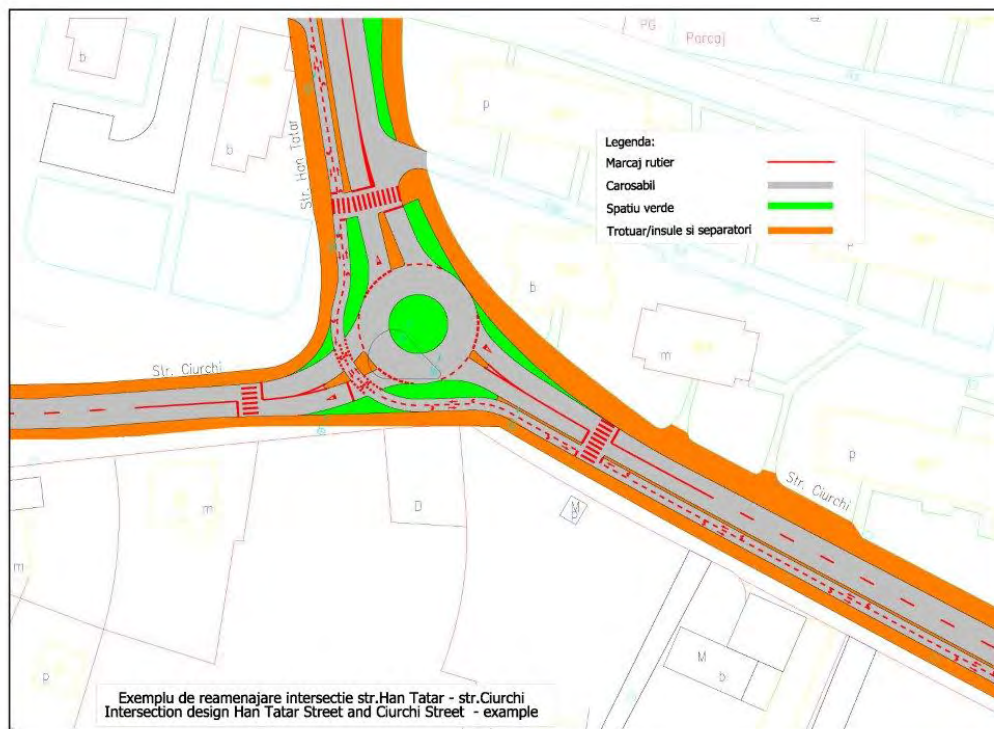 PG
Parcaj
b
p
b
Str. Han Tatar
Legenda:
Marcaj rutier
Carosabil
Spatiu verde
Trotuar/insule si separatori
p
b
m
Str. Ciurchi
p
Str. Ciurchi
m
D
m
M
b
p
Exemplu de reamenajare intersectie str.Han Tatar - str.Ciurchi
Intersection design Han Tatar Street and Ciurchi Street - example